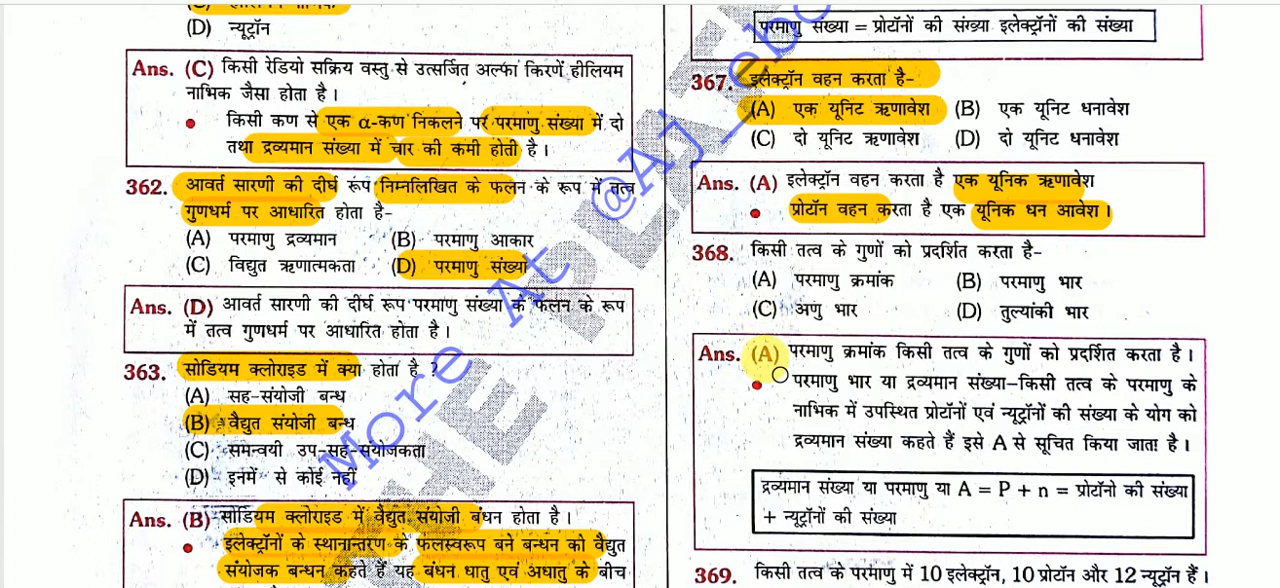 (D) न्यूट्रॉन
Ans. (C) किसी रेडियो सक्रिय वस्तु से उत्सर्जित अल्फा किरणें हीलियम
नाभिक जैसा होता है।
• किसी कण से एक α-कण निकलने पर परमाणु संख्या में दो
तथा द्रव्यमान संख्या में चार की कमी होती है।
362. आवर्त सारणी की दीर्घ रूप निम्नलिखित के फलन के रूप में तत्व
गुणधर्म पर आधारित होता है-
(A) परमाणु द्रव्यमान (B) परमाणु आकार
(C) विद्युत ऋणात्मकता (D) परमाणु संख्या
Ans. (D) आवर्त सारणी की दीर्घ रूप परमाणु संख्या के फलन के रूप
में तत्व गुणधर्म पर आधारित होता है।
363. सोडियम क्लोराइड में क्या होता है ?
(A) सह-संयोजी बन्ध
(B) वैद्युत संयोजी बन्ध
(C) समन्वयी उप-सह-संयोजकता
(D) इनमें से कोई नहीं
Ans. (B) सोडियम क्लोराइड में वैद्युत संयोजी बंधन होता है।
• इलेक्ट्रॉनों के स्थानान्तरण के फलस्वरूप बने बन्धन को वैद्युत
संयोजक बन्धन कहते हैं यह बंधन धातु एवं अधातु के बीच
परमाणु संख्या = प्रोटॉनों की संख्या इलेक्ट्रॉनों की संख्या
367. इलेक्ट्रॉन वहन करता है-
(A) एक यूनिट ऋणावेश (B) एक यूनिट धनावेश
(C) दो यूनिट ऋणावेश (D) दो यूनिट धनावेश
Ans. (A) इलेक्ट्रॉन वहन करता है एक यूनिक ऋणावेश
• प्रोटॉन वहन करता है एक यूनिक धन आवेश।
368. किसी तत्व के गुणों को प्रदर्शित करता है-
(A) परमाणु क्रमांक (B) परमाणु भार
(C) अणु भार (D) तुल्यांकी भार
Ans. (A) परमाणु क्रमांक किसी तत्व के गुणों को प्रदर्शित करता है।
• परमाणु भार या द्रव्यमान संख्या–किसी तत्व के परमाणु के
नाभिक में उपस्थित प्रोटॉनों एवं न्यूट्रॉनों की संख्या के योग को
द्रव्यमान संख्या कहते हैं इसे A से सूचित किया जाता है।
द्रव्यमान संख्या या परमाणु या A = P + n = प्रोटॉनो की संख्या
+ न्यूट्रॉनों की संख्या
369. किसी तत्व के परमाणु में 10 इलेक्ट्रॉन, 10 प्रोटॉन और 12 न्यूट्रॉन हैं।
More At @AJ_ebo
THE PLAT